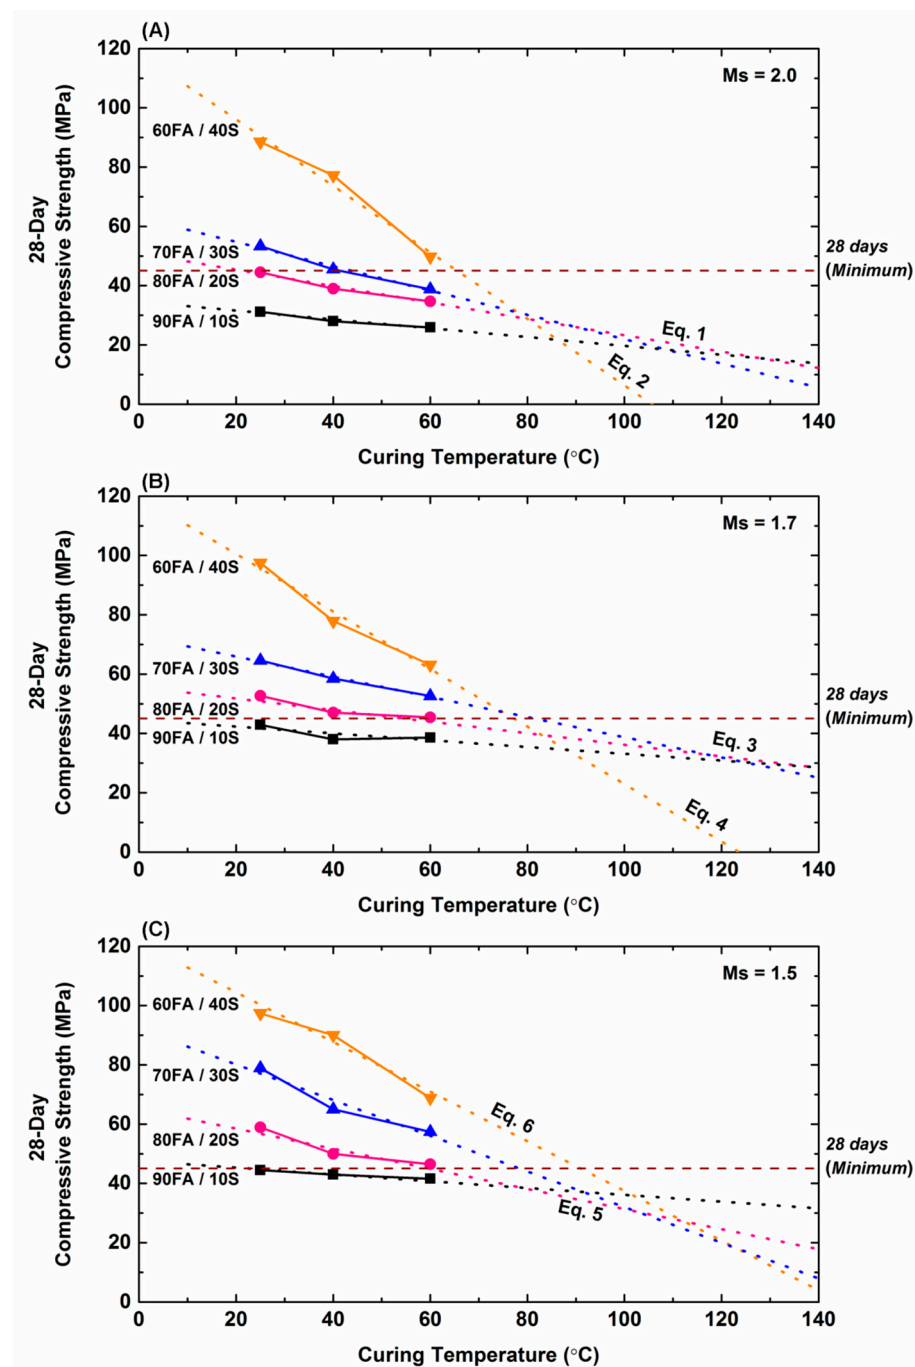 (A)
Ms = 2.0
28-Day
Compressive Strength (MPa)
120
100
80
60
40
20
0
60FA / 40S
70FA / 30S
80FA / 20S
90FA / 10S
28 days
(Minimum)
Eq. 1
Eq. 2
0 20 40 60 80 100 120 140
Curing Temperature (°C)
(B)
Ms = 1.7
28-Day
Compressive Strength (MPa)
120
100
80
60
40
20
0
60FA / 40S
70FA / 30S
80FA / 20S
90FA / 10S
28 days
(Minimum)
Eq. 3
Eq. 4
0 20 40 60 80 100 120 140
Curing Temperature (°C)
(C)
Ms = 1.5
28-Day
Compressive Strength (MPa)
120
100
80
60
40
20
0
60FA / 40S
70FA / 30S
80FA / 20S
90FA / 10S
28 days
(Minimum)
Eq. 6
Eq. 5
0 20 40 60 80 100 120 140
Curing Temperature (°C)